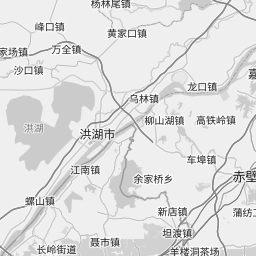 杨林尾镇
峰口镇
黄家口镇
万全镇
家场镇
沙口镇
龙口镇
乌林镇
洪湖
洪湖市
柳山湖镇
高铁岭镇
车埠镇
江南镇
余家桥乡
赤壁
螺山镇
新店镇
蒲纺工
坦渡镇
聂市镇
长岭街道
羊楼洞茶场